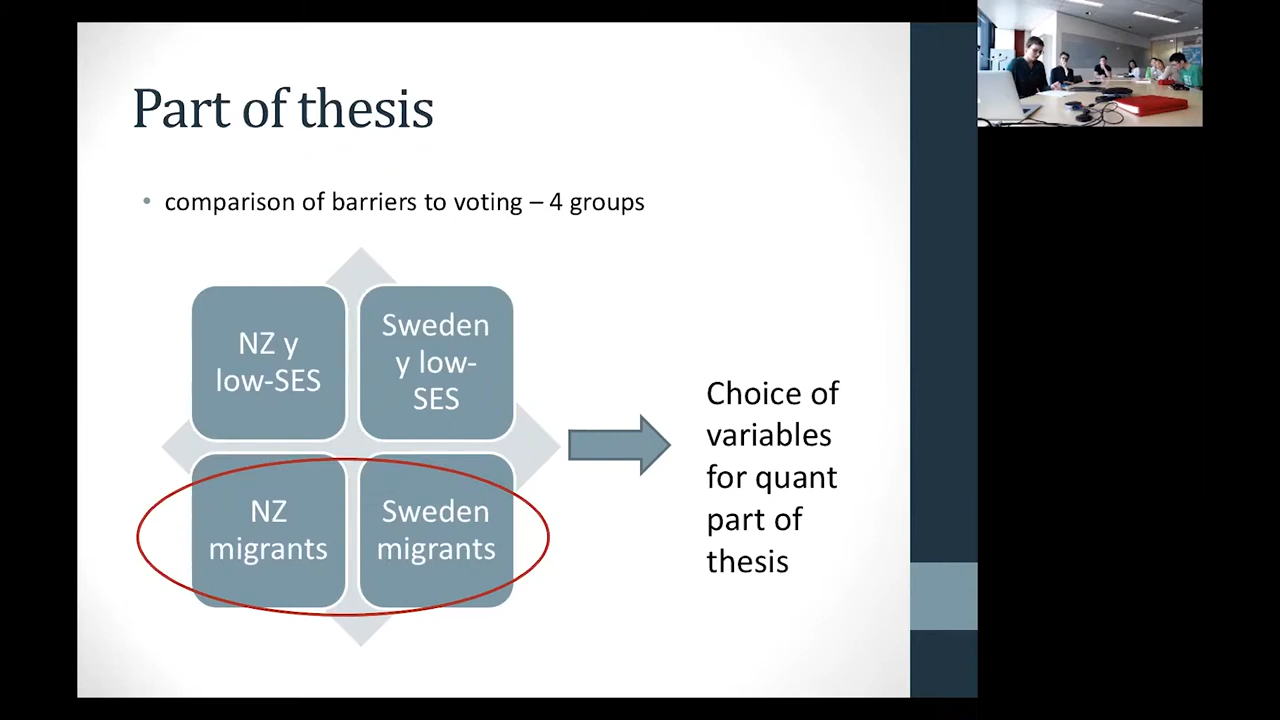 Part of thesis
• comparison of barriers to voting – 4 groups
NZ y
low-SES
Sweden
y low-
SES
NZ
migrants
Sweden
migrants
Choice of
variables
for quant
part of
thesis